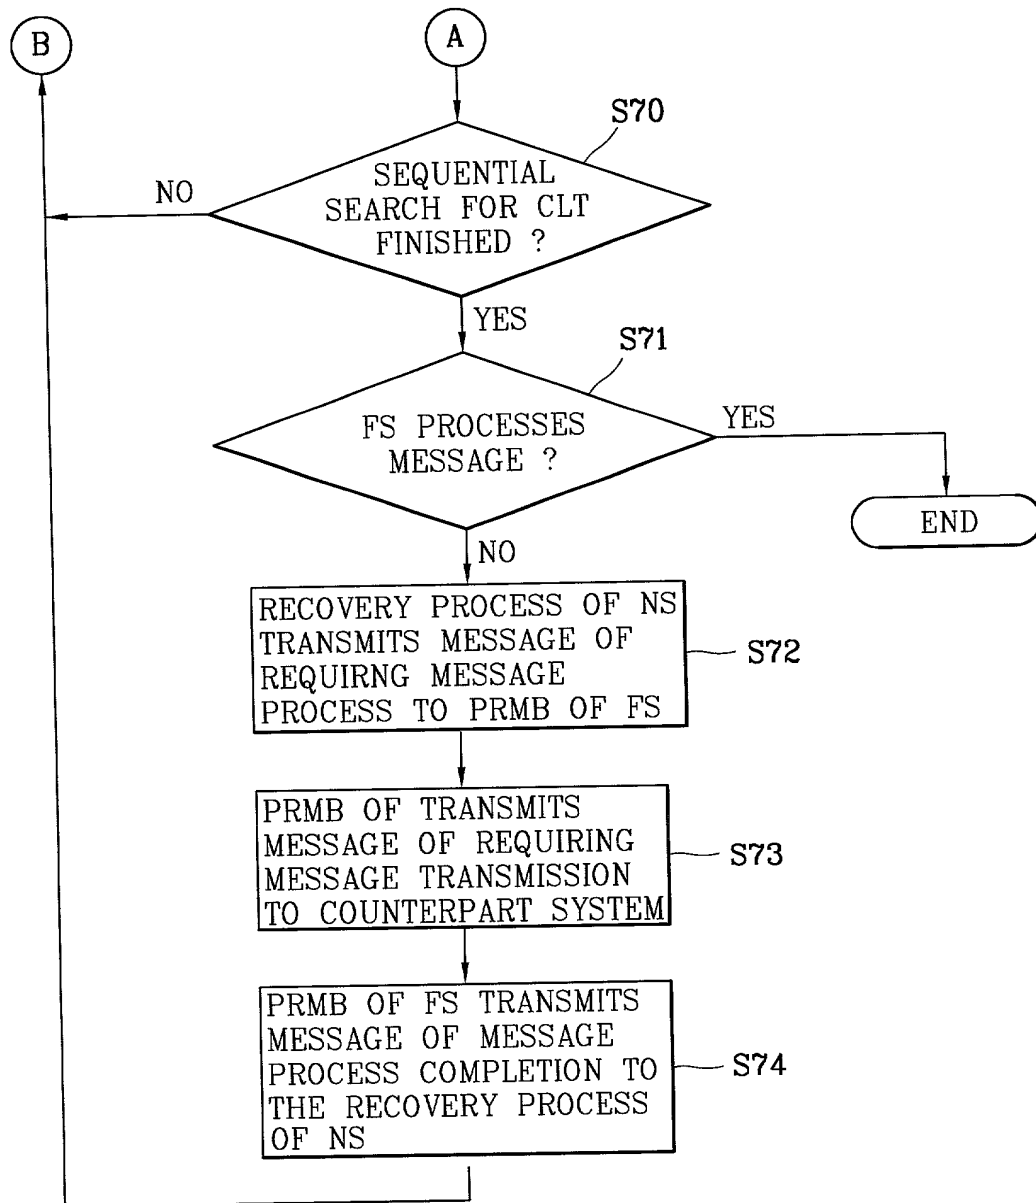 B
A
S70
SEQUENTIAL
SEARCH FOR CLT
FINISHED ?
NO
YES
S71
FS PROCESSES
MESSAGE ?
YES
END
NO
RECOVERY PROCESS OF NS
TRANSMITS MESSAGE OF
REQUIRNG MESSAGE
PROCESS TO PRMB OF FS
S72
PRMB OF TRANSMITS
MESSAGE OF REQUIRING
MESSAGE TRANSMISSION
TO COUNTERPART SYSTEM
S73
PRMB OF FS TRANSMITS
MESSAGE OF MESSAGE
PROCESS COMPLETION TO
THE RECOVERY PROCESS
OF NS
S74